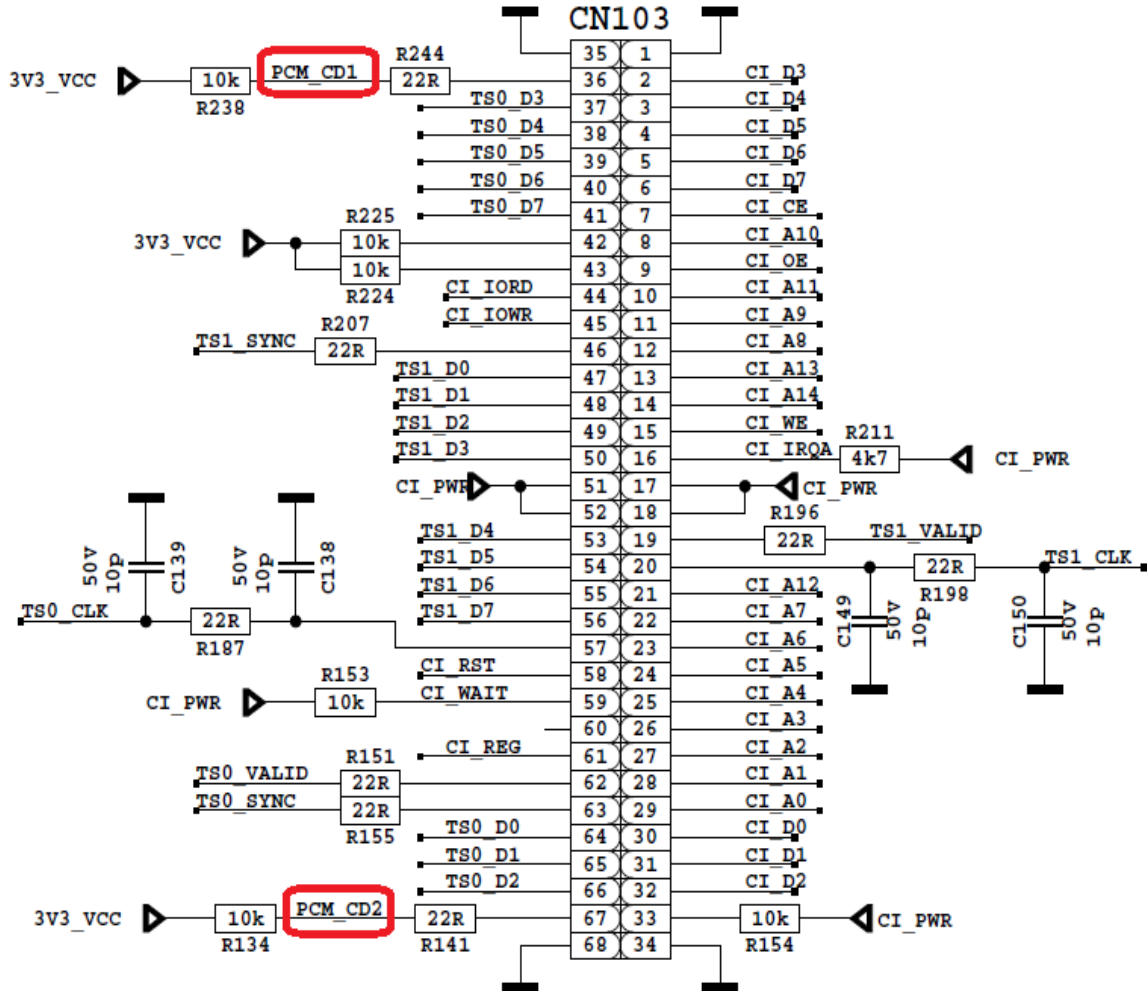 CN103
35 1
3V3_VCC 10k R238 PCM_CD1 R244 22R 36 2 CI_D3
TS0_D3 37 3 CI_D4
TS0_D4 38 4 CI_D5
TS0_D5 39 5 CI_D6
TS0_D6 40 6 CI_D7
TS0_D7 41 7 CI_CE
3V3_VCC R225 10k 42 8 CI_A10
10k R224 43 9 CI_OE
CI_IORD 44 10 CI_A11
CI_IOWR 45 11 CI_A9
TS1_SYNC R207 22R 46 12 CI_A8
TS1_D0 47 13 CI_A13
TS1_D1 48 14 CI_A14
TS1_D2 49 15 CI_WE
TS1_D3 50 16 CI_IRQA R211 4k7 CI_PWR
CI_PWR 51 17 CI_PWR
52 18
TS1_D4 53 19 R196 22R TS1_VALID
TS1_D5 54 20 22R R198 TS1_CLK
50v 10p C139
50v 10p C138
C149 50v 10p
C150 50v 10p
TS1_D6 55 21 CI_A12
TS0_CLK 22R R187 TS1_D7 56 22 CI_A7
57 23 CI_A6
CI_RST 58 24 CI_A5
CI_PWR R153 10k CI_WAIT 59 25 CI_A4
60 26 CI_A3
CI_REG 61 27 CI_A2
TS0_VALID R151 22R 62 28 CI_A1
TS0_SYNC 22R R155 63 29 CI_A0
TS0_D0 64 30 CI_D0
TS0_D1 65 31 CI_D1
TS0_D2 66 32 CI_D2
3V3_VCC 10k R134 PCM_CD2 22R R141 67 33 10k R154 CI_PWR
68 34